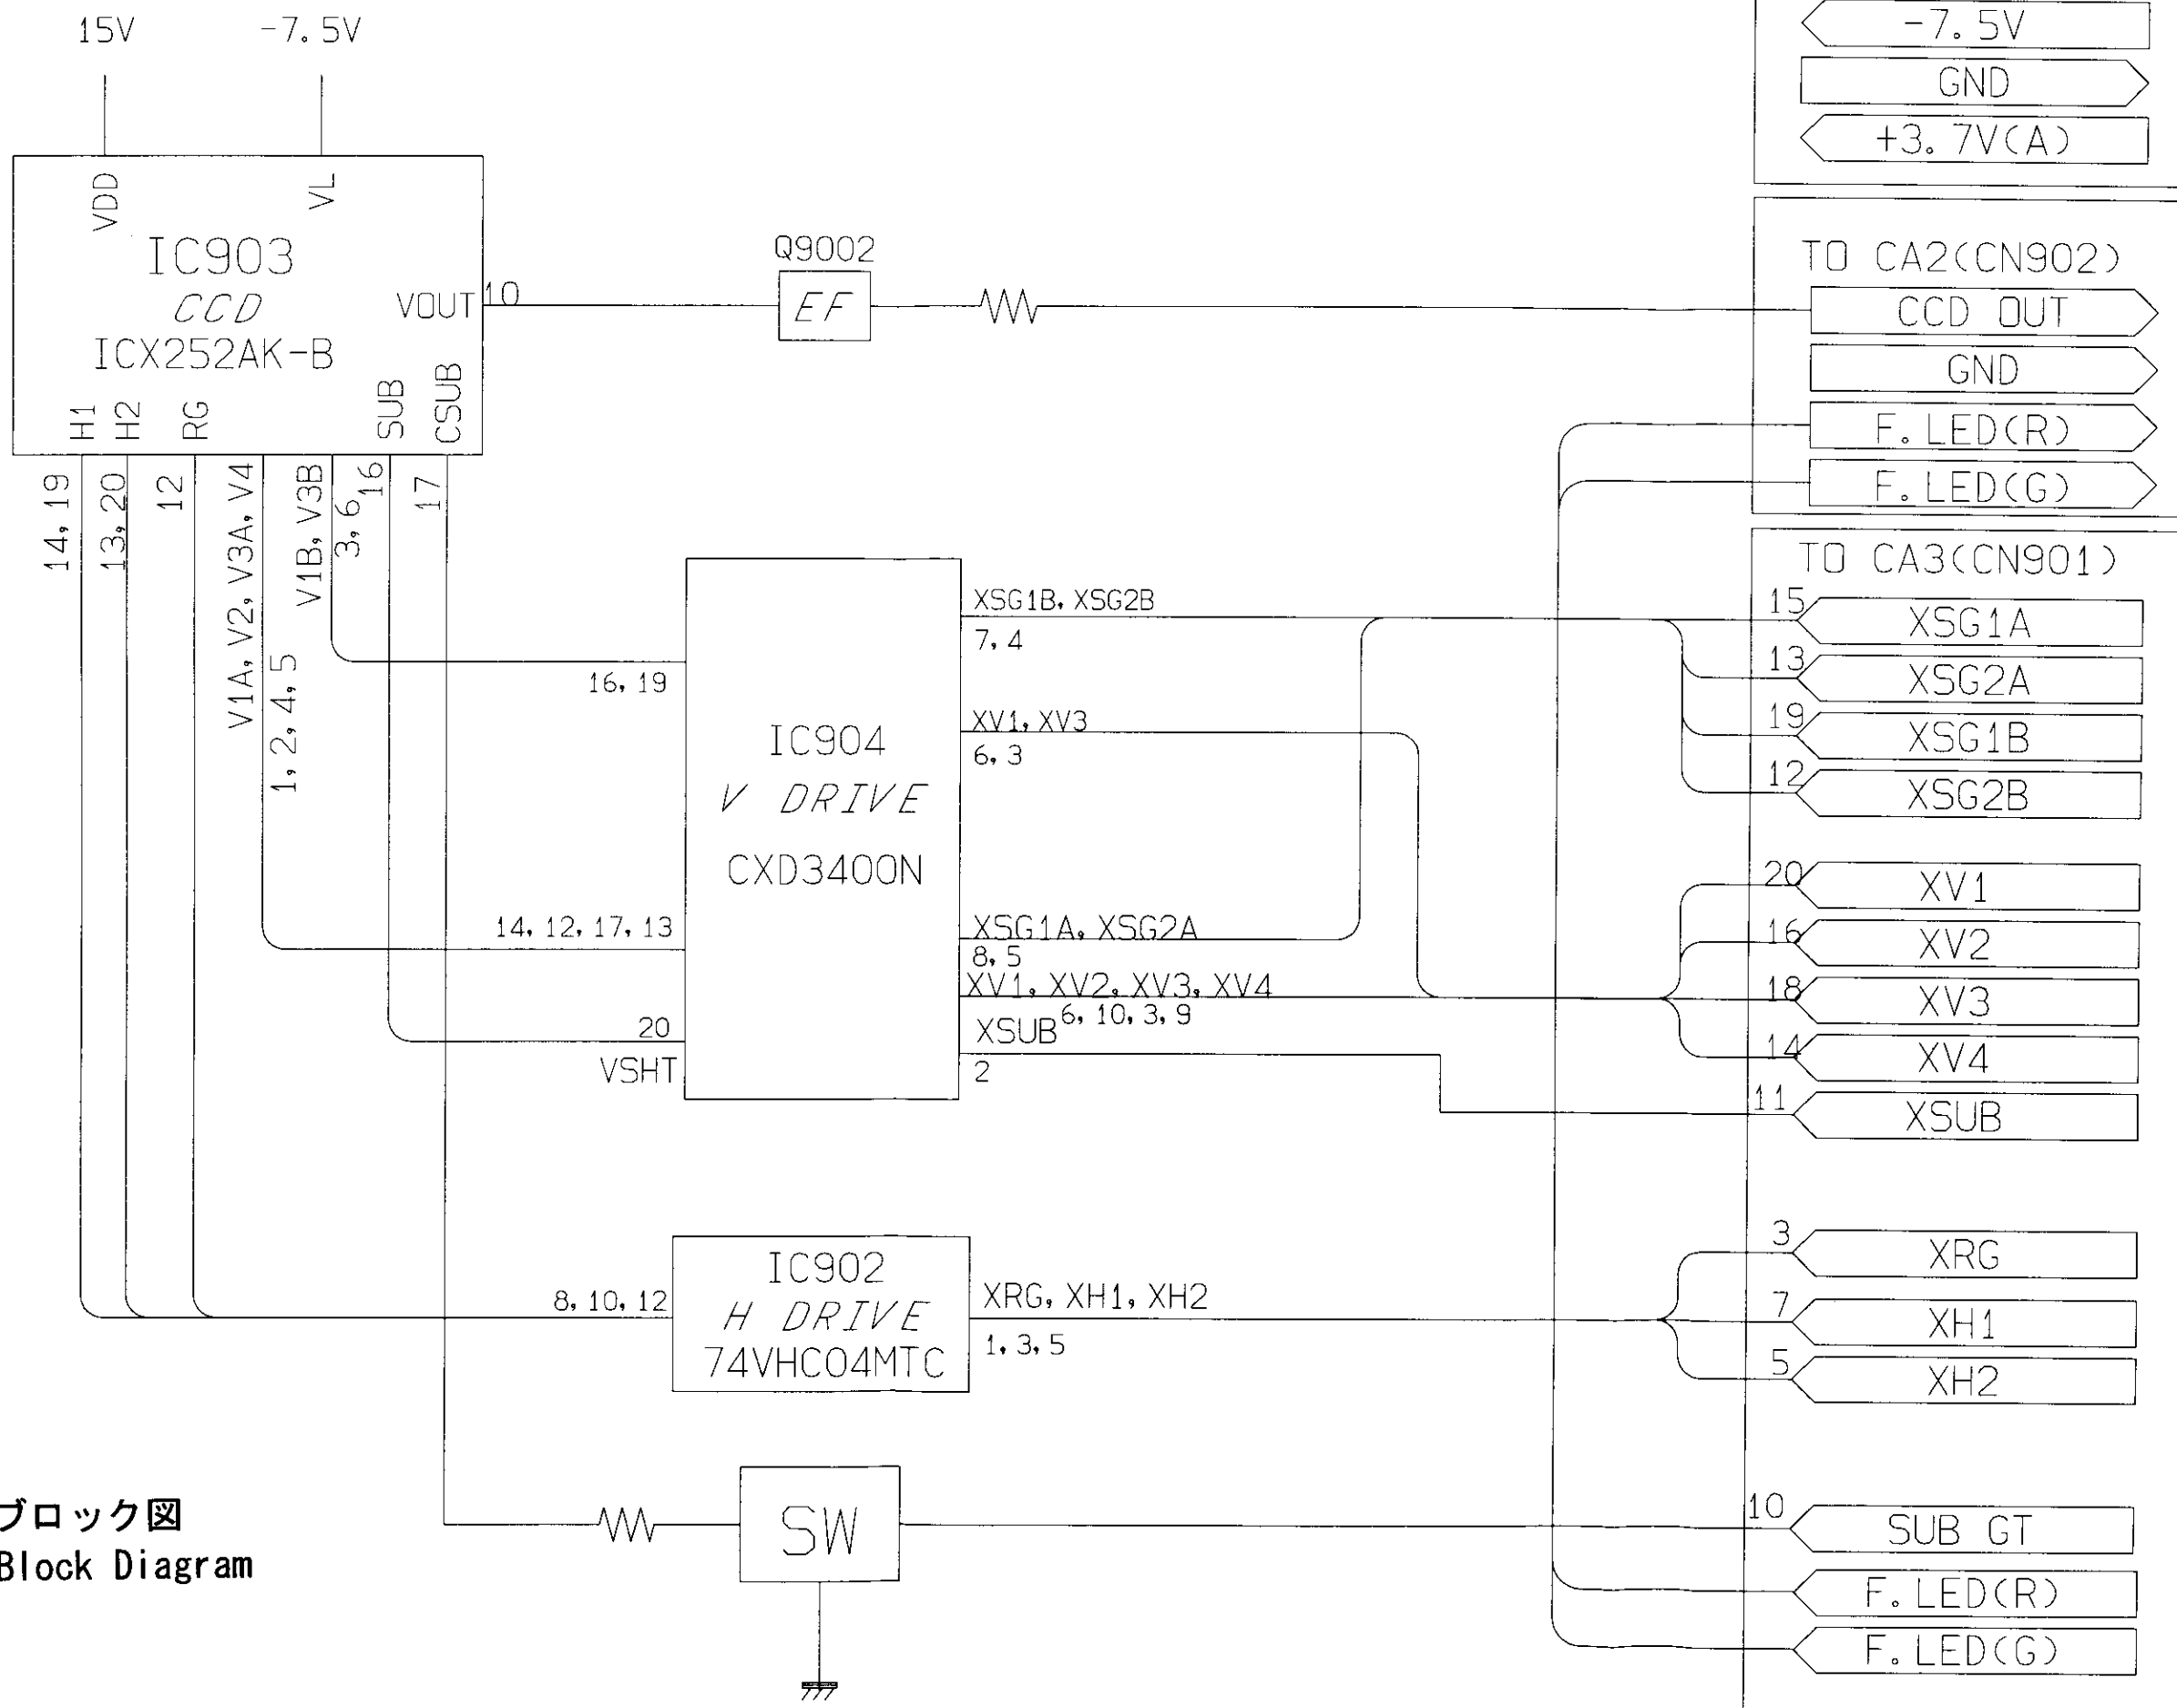 15V
-7.5V
VDD
VL
IC903
CCD
ICX252AK-B
VOUT
10
H1
H2
RG
SUB
CSUB
14,19
13,20
12
V1A,V2,V3A,V4
1,2,4,5
V1B,V3B
3,6
16
17
Q9002
EF
-7.5V
GND
+3.7V(A)
TO CA2(CN902)
CCD OUT
GND
F.LED(R)
F.LED(G)
TO CA3(CN901)
15
XSG1A
13
XSG2A
19
XSG1B
12
XSG2B
20
XV1
16
XV2
18
XV3
14
XV4
11
XSUB
3
XRG
7
XH1
5
XH2
10
SUB GT
F.LED(R)
F.LED(G)
IC904
V DRIVE
CXD3400N
16,19
14,12,17,13
20
VSHT
XSG1B,XSG2B
7,4
XV1,XV3
6,3
XSG1A,XSG2A
8,5
XV1,XV2,XV3,XV4
6,10,3,9
XSUB
2
IC902
H DRIVE
74VHC04MTC
8,10,12
XRG,XH1,XH2
1,3,5
SW
ブロック図
Block Diagram